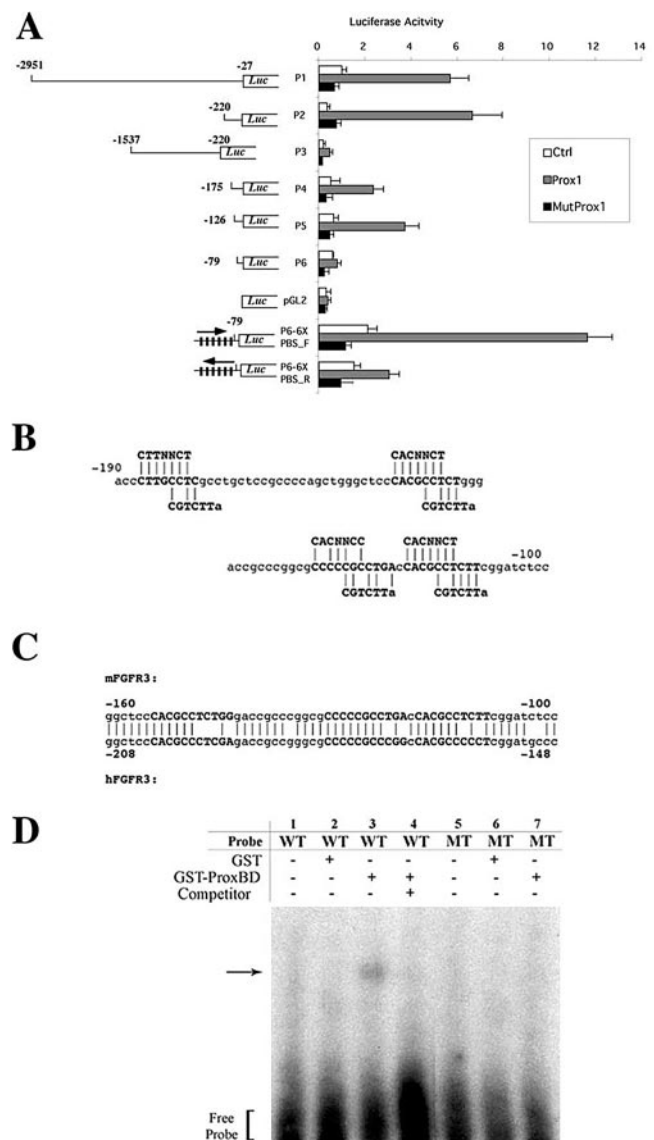 A
Luciferase Acitvity
0 2 4 6 8 10 12 14
-2951 -27 Luc P1
-220 Luc P2
-1537 -220 Luc P3
-175 Luc P4
-126 Luc P5
-79 Luc P6
Luc pGL2
-79 Luc P6-6X PBS_F
Luc P6-6X PBS_R
Ctrl
Prox1
MutProx1
B
CTTNNCT CACNNCT
-190
accCTTGCCTCgcctgctccgccccagctgggctccCACGCCTCTggg
CGTCTTa CGTCTTa
CACNNCC CACNNCT
-100
accgcccggcgCCCCCGCCTGAcCACGCCTCTTcggatctcc
CGTCTTa CGTCTTa
C
mFGFR3:
-160 -100
ggctccCACGCCTCTGGgaccgcccggcgCCCCCGCCTGAcCACGCCTCTTcggatctcc
ggctccCACGCCCTCGAgaccgccgggcgCCCCCGCCCGGcCACGCCCCCTcggatgccc
-208 -148
hFGFR3:
D
1 2 3 4 5 6 7
Probe WT WT WT WT MT MT MT
GST - + - - - + -
GST-ProxBD - - + + - - +
Competitor - - - + - - -
Free
Probe